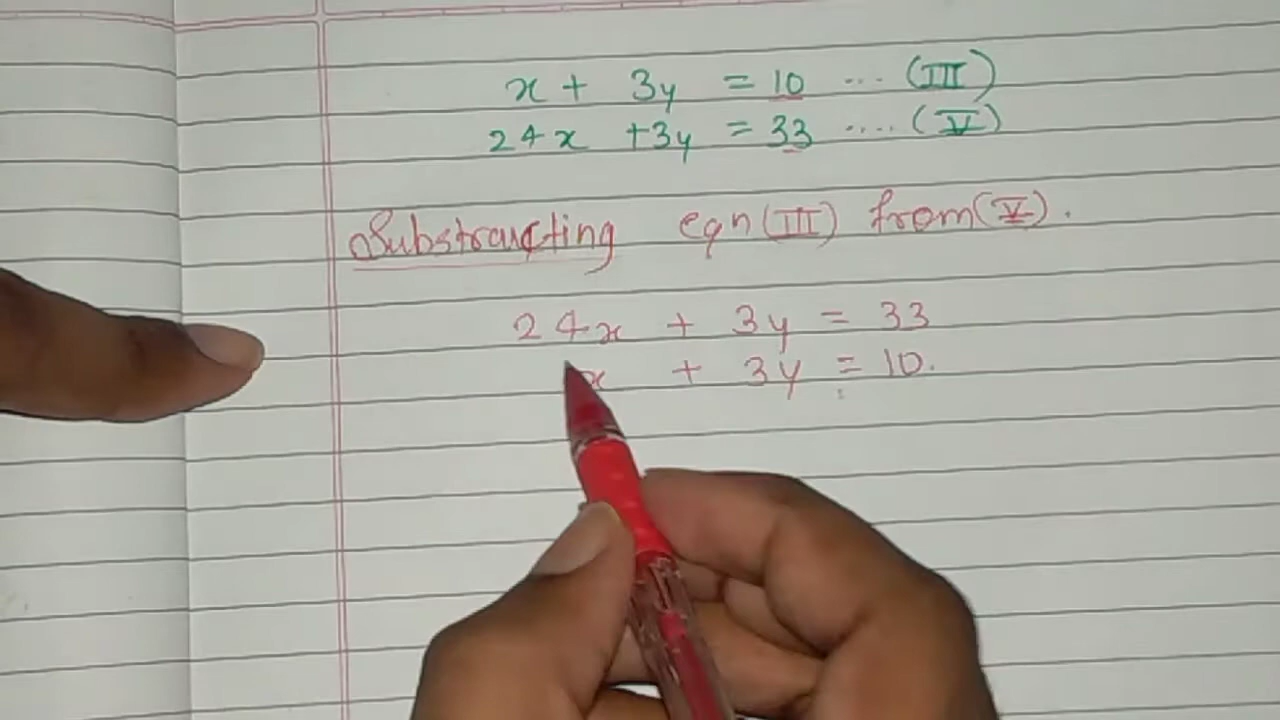 x + 3y = 10 ... (III)
24x + 3y = 33 .... (V)
Substracting eqn (III) from (V).
24x + 3y = 33
x + 3y = 10.